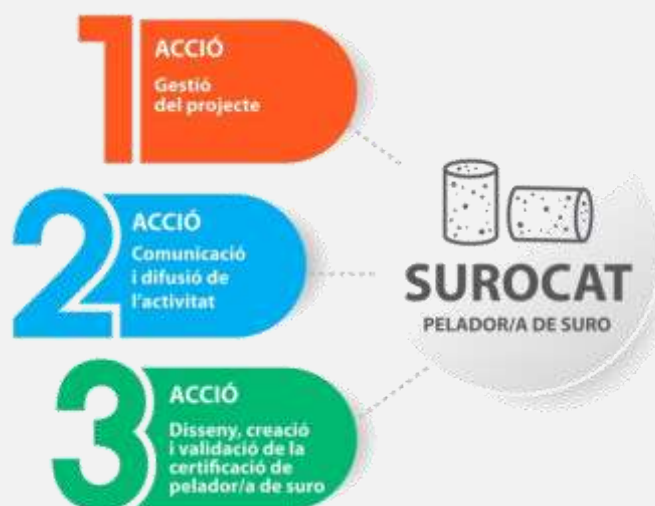 1
ACCIÓ
Gestió
del projecte
2
ACCIÓ
Comunicació
i difusió de
l'activitat
3
ACCIÓ
Disseny, creació
i validació de la
certificació de
pelador/a de suro
SUROCAT
PELADOR/A DE SURO